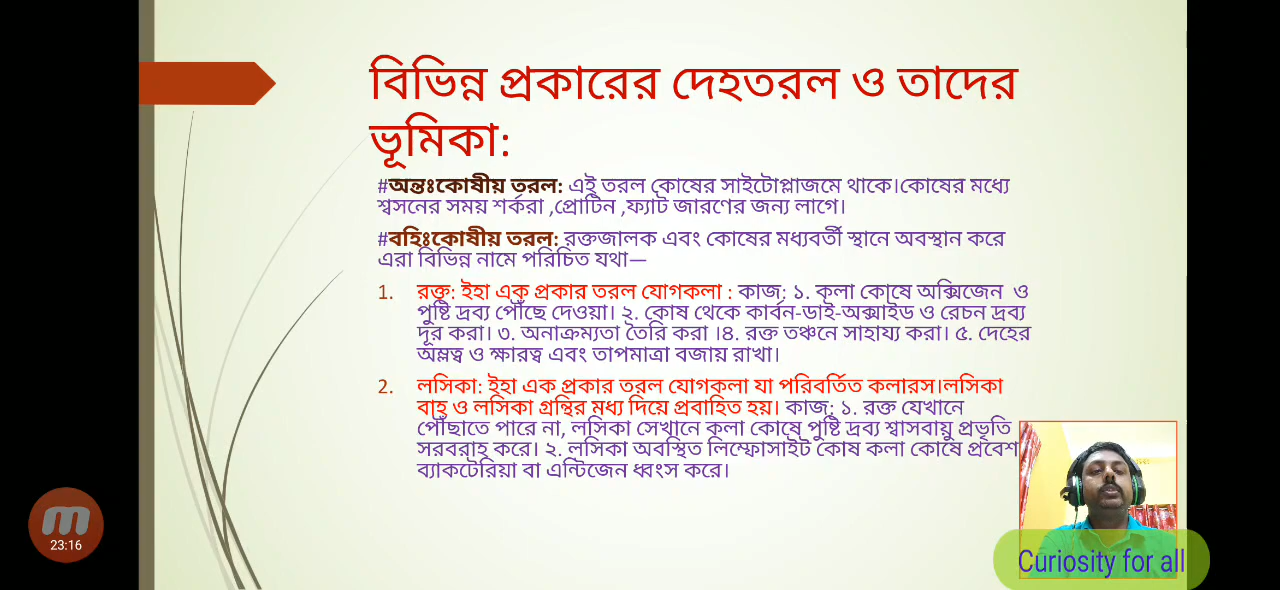 বিভিন্ন প্রকারের দেহতরল ও তাদের
ভূমিকা:
#অন্তঃকোষীয় তরল: এই তরল কোষের সাইটোপ্লাজমে থাকে।কোষের মধ্যে
শ্বসনের সময় শর্করা ,প্রোটিন ,ফ্যাট জারণের জন্য লাগে।
#বহিঃকোষীয় তরল: রক্তজালক এবং কোষের মধ্যবর্তী স্থানে অবস্থান করে
এরা বিভিন্ন নামে পরিচিত যথা—
1. রক্ত: ইহা এক প্রকার তরল যোগকলা : কাজ: ১. কলা কোষে অক্সিজেন ও
পুষ্টি দ্রব্য পৌঁছে দেওয়া। ২. কোষ থেকে কার্বন-ডাই-অক্সাইড ও রেচন দ্রব্য
দূর করা। ৩. অনাক্রম্যতা তৈরি করা ।৪. রক্ত তঞ্চনে সাহায্য করা। ৫. দেহের
অম্লত্ব ও ক্ষারত্ব এবং তাপমাত্রা বজায় রাখা।
2. লসিকা: ইহা এক প্রকার তরল যোগকলা যা পরিবর্তিত কলারস।লসিকা
বাহ ও লসিকা গ্রন্থির মধ্য দিয়ে প্রবাহিত হয়। কাজ: ১. রক্ত যেখানে
পৌঁছাতে পারে না, লসিকা সেখানে কলা কোষে পুষ্টি দ্রব্য শ্বাসবায়ু প্রভৃতি
সরবরাহ করে। ২. লসিকা অবস্থিত লিম্ফোসাইট কোষ কলা কোষে প্রবেশ
ব্যাকটেরিয়া বা এন্টিজেন ধ্বংস করে।
23:16
Curiosity for all